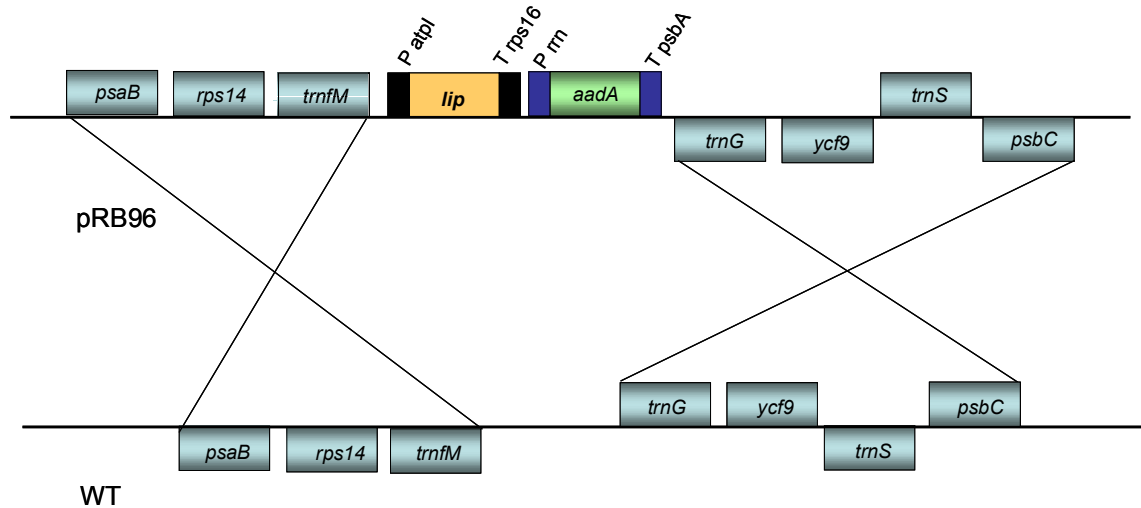 P atpI T rps16 P rrn T psbA
psaB rps14 trnfM lip aadA trnS
trnG ycf9 psbC
pRB96
trnG ycf9 psbC
psaB rps14 trnfM trnS
WT